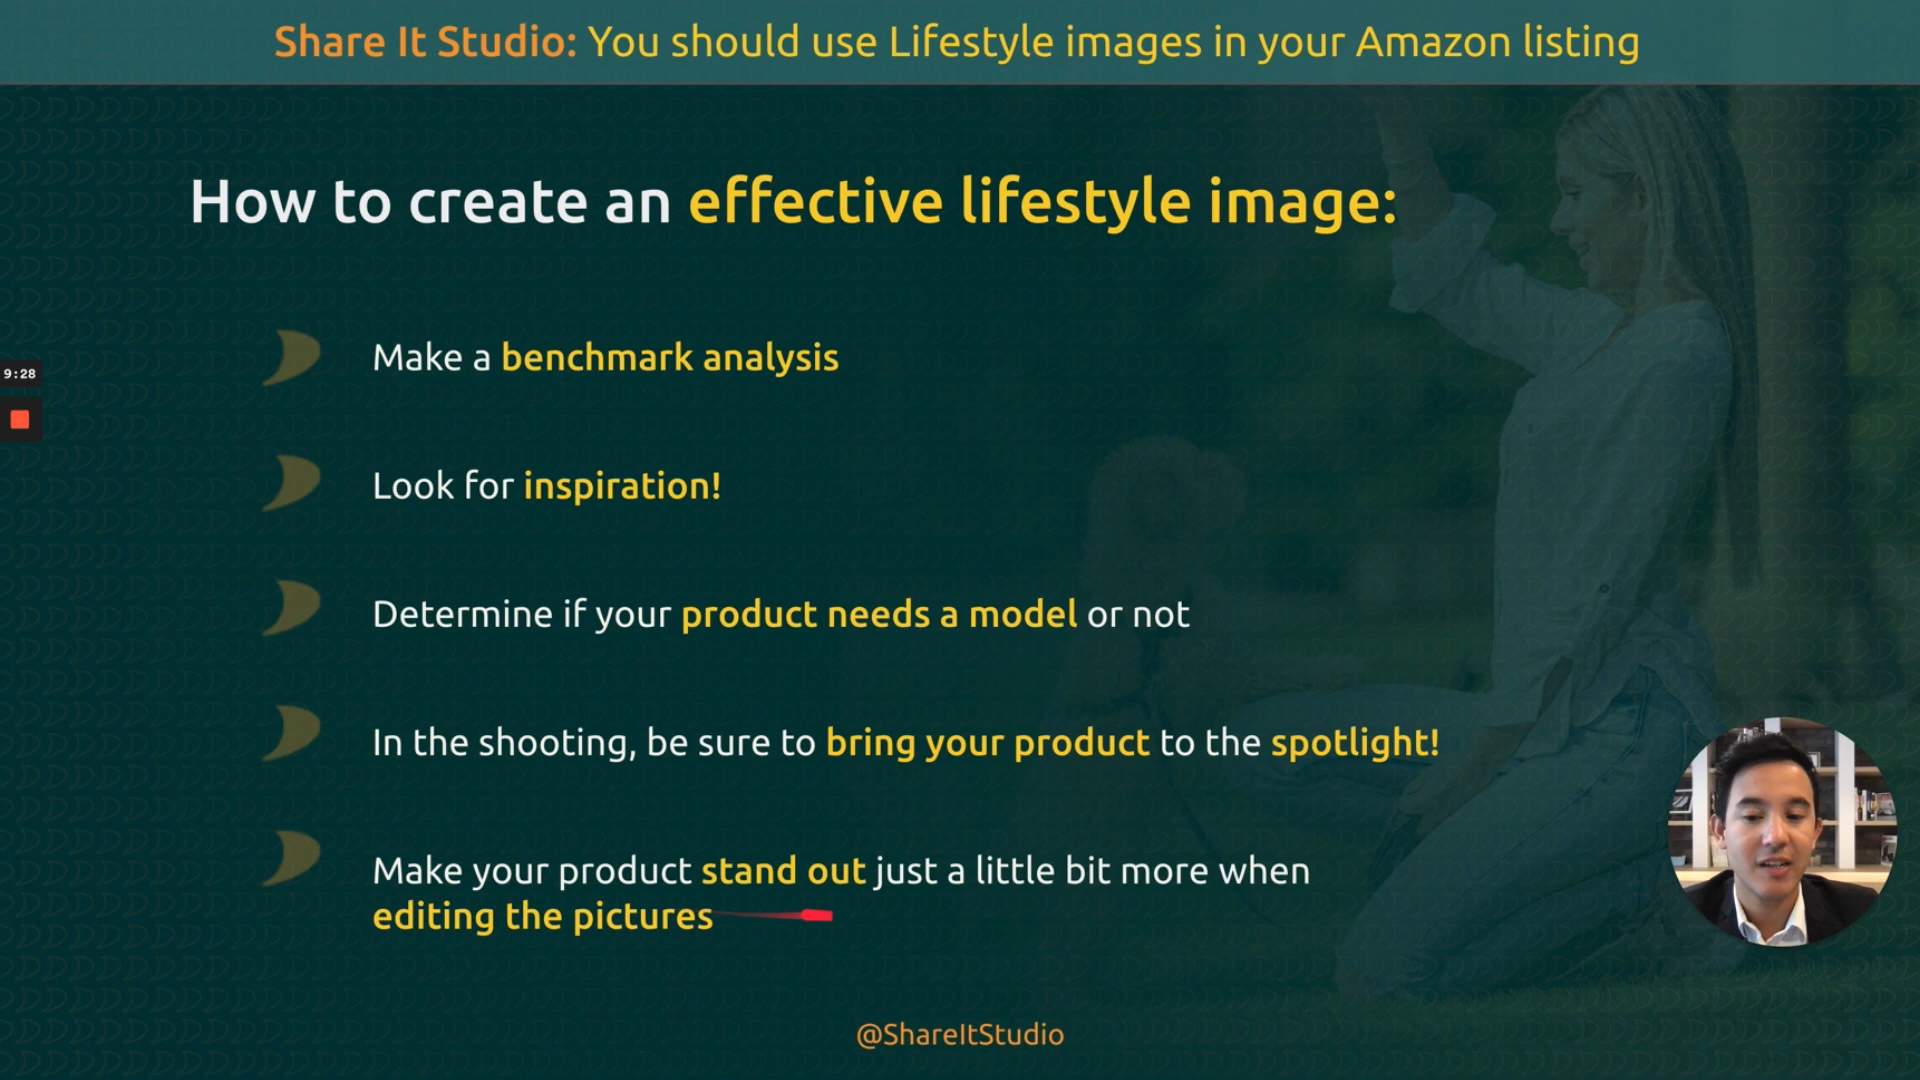 Share It Studio: You should use Lifestyle images in your Amazon listing
How to create an effective lifestyle image:
Make a benchmark analysis
9:28
Look for inspiration!
Determine if your product needs a model or not
In the shooting, be sure to bring your product to the spotlight!
Make your product stand out just a little bit more when
editing the pictures
@ShareItStudio